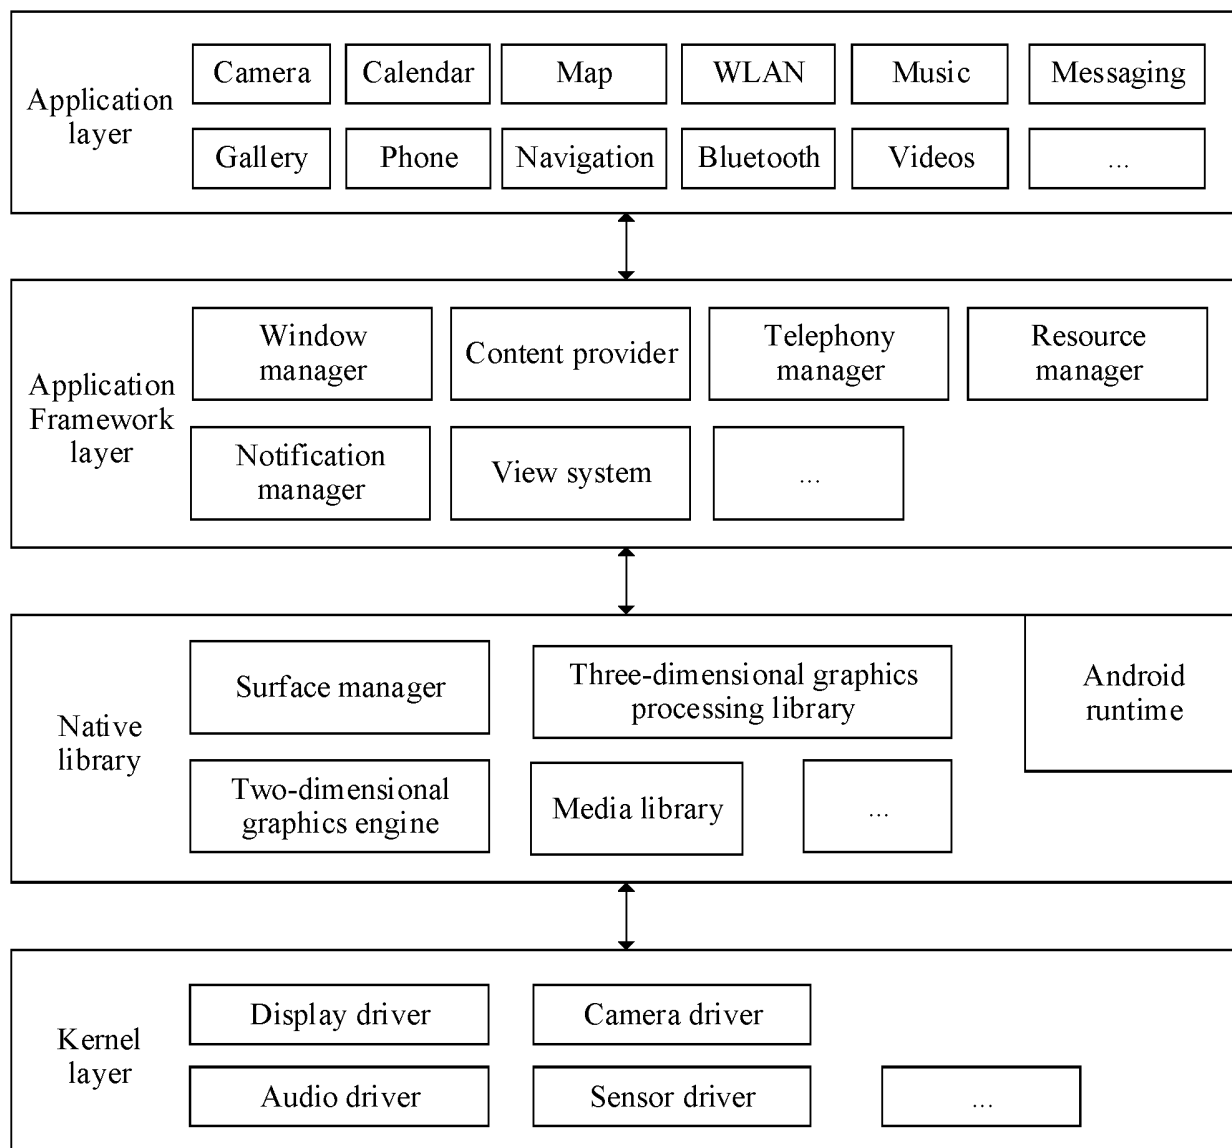 Application
layer
Camera
Calendar
Map
WLAN
Music
Messaging
Gallery
Phone
Navigation
Bluetooth
Videos
...
Application
Framework
layer
Window
manager
Content provider
Telephony
manager
Resource
manager
Notification
manager
View system
...
Native
library
Surface manager
Three-dimensional graphics
processing library
Android
runtime
Two-dimensional
graphics engine
Media library
...
Kernel
layer
Display driver
Camera driver
Audio driver
Sensor driver
...